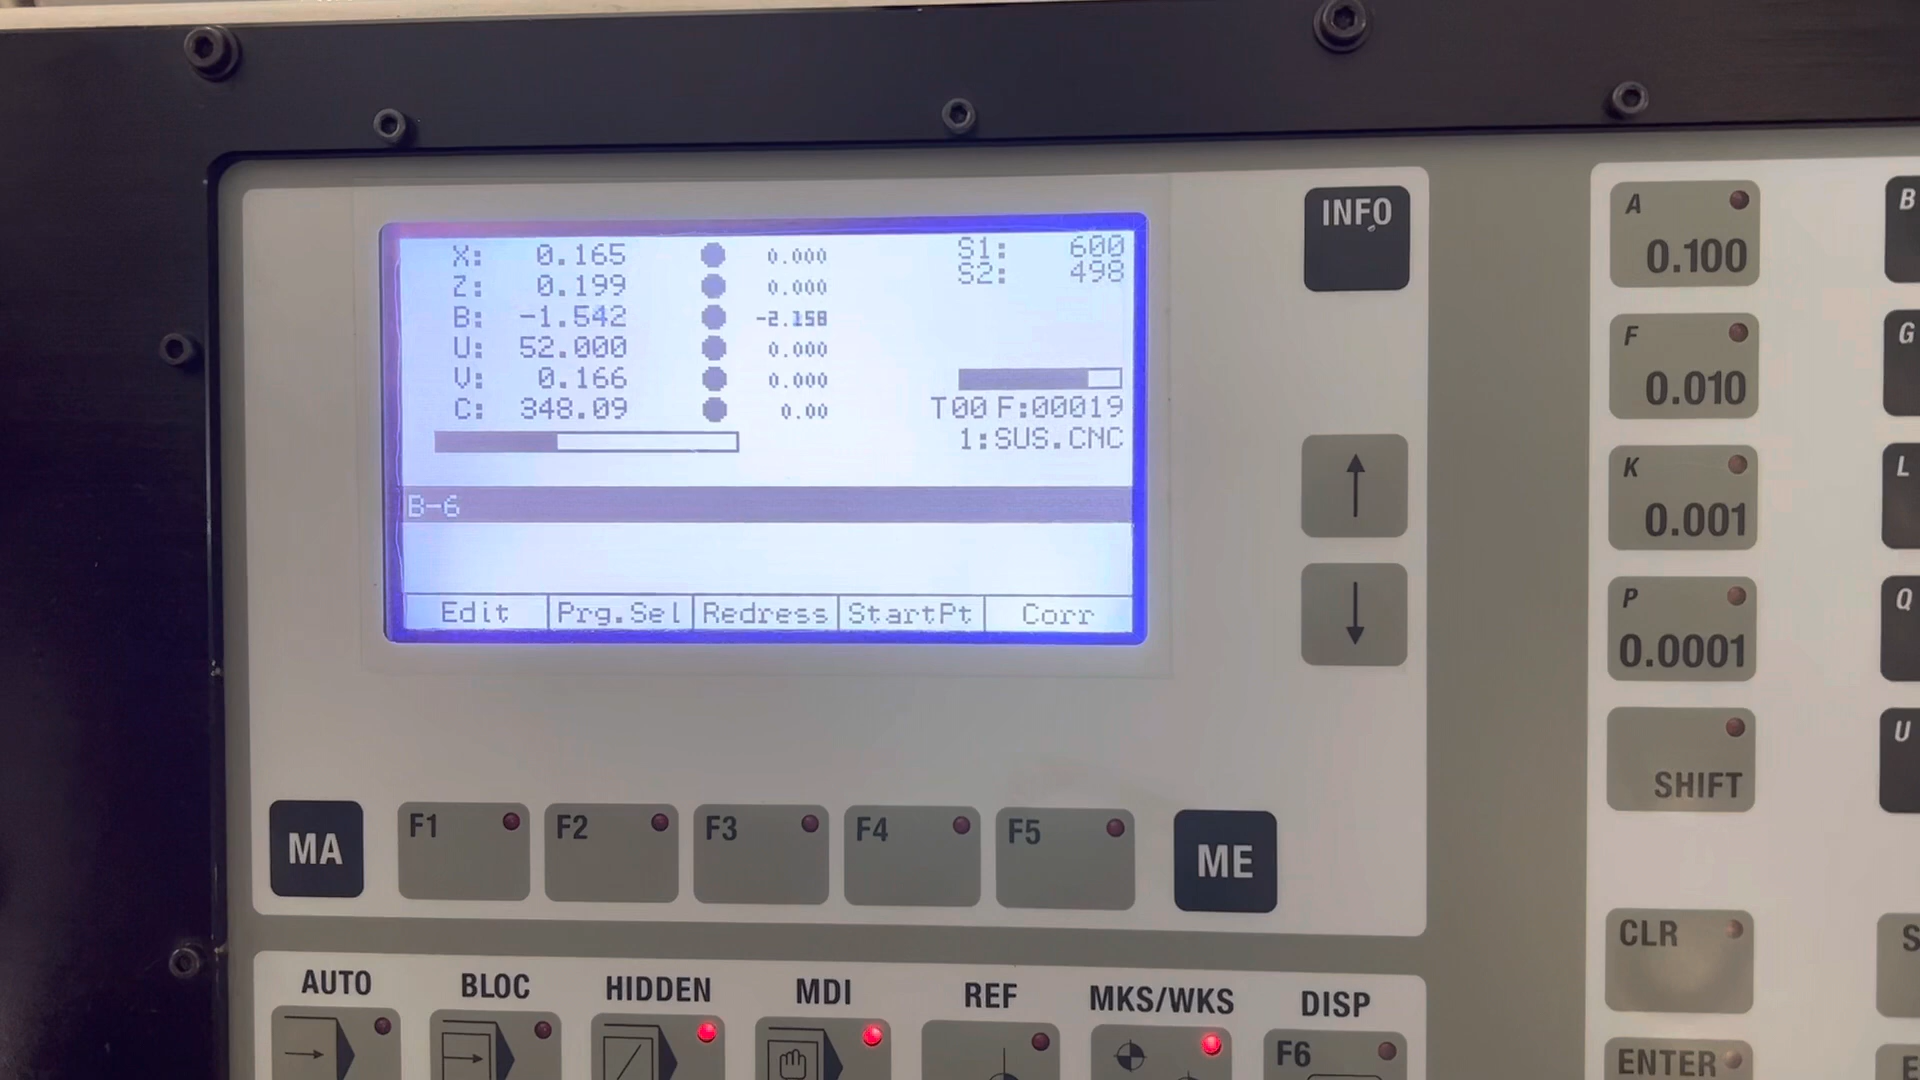 X: 0.165 0.000 S1: 600
Z: 0.199 0.000 S2: 498
B: -1.542 -2.158
U: 52.000 0.000
V: 0.166 0.000
C: 348.09 0.00 T00 F:00019
1:SUS.CNC
B-6
Edit Prg.Sel Redress StartPt Corr
INFO
MA F1 F2 F3 F4 F5 ME
AUTO BLOC HIDDEN MDI REF MKS/WKS DISP
F6
A 0.100 B
F 0.010 G
K 0.001 L
P 0.0001 Q
SHIFT U
CLR S
ENTER E